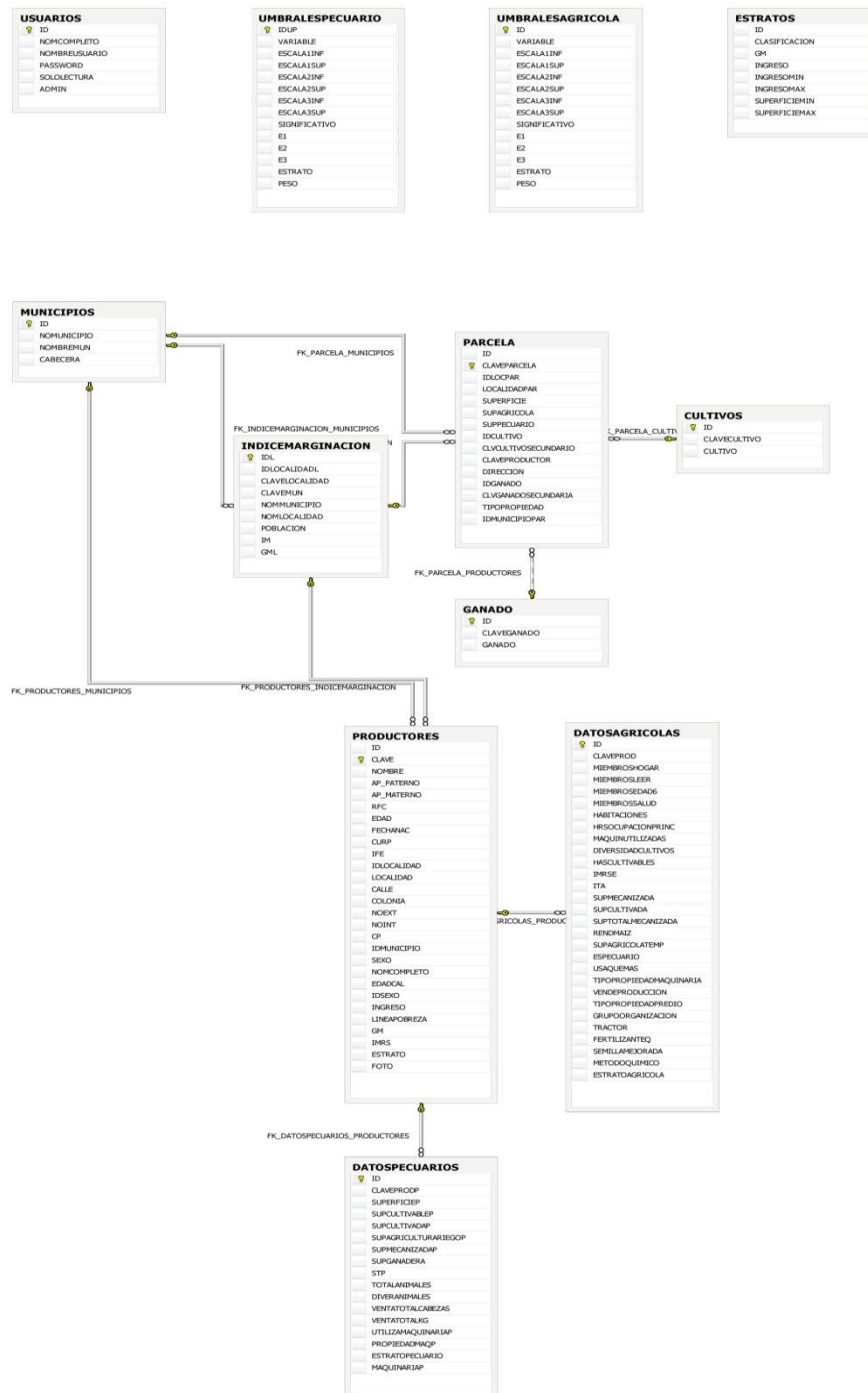 USUARIOS
ID
NOMCOMPLETO
NOMBREUSUARIO
PASSWORD
SOLOLECTURA
ADMIN
UMBRALESPECUARIO
IDUP
VARIABLE
ESCALA1INF
ESCALA1SUP
ESCALA2INF
ESCALA2SUP
ESCALA3INF
ESCALA3SUP
SIGNIFICATIVO
E1
E2
E3
ESTRATO
PESO
UMBRALESAGRICOLA
ID
VARIABLE
ESCALA1INF
ESCALA1SUP
ESCALA2INF
ESCALA2SUP
ESCALA3INF
ESCALA3SUP
SIGNIFICATIVO
E1
E2
E3
ESTRATO
PESO
ESTRATOS
ID
CLASIFICACION
GM
INGRESO
INGRESOMIN
INGRESOMAX
SUPERFICIEMIN
SUPERFICIEMAX
MUNICIPIOS
ID
NOMUNICIPIO
NOMBREMUN
CABECERA
FK_PARCELA_MUNICIPIOS
FK_INDICEMARGINACION_MUNICIPIOS
N
INDICEMARGINACION
IDL
IDLOCALIDADL
CLAVELOCALIDAD
CLAVEMUN
NOMMUNICIPIO
NOMLOCALIDAD
POBLACION
IM
GML
PARCELA
ID
CLAVEPARCELA
IDLOCPAR
LOCALIDADPAR
SUPERFICIE
SUPAGRICOLA
SUPPECUARIO
IDCULTIVO
CLVCULTIVOSECUNDARIO
CLAVEPRODUCTOR
DIRECCION
IDGANADO
CLVGANADOSECUNDARIA
TIPOPROPIEDAD
IDMUNICIPIOPAR
K_PARCELA_CULTIV
CULTIVOS
ID
CLAVECULTIVO
CULTIVO
FK_PARCELA_PRODUCTORES
GANADO
ID
CLAVEGANADO
GANADO
FK_PRODUCTORES_MUNICIPIOS
FK_PRODUCTORES_INDICEMARGINACION
PRODUCTORES
ID
CLAVE
NOMBRE
AP_PATERNO
AP_MATERNO
RFC
EDAD
FECHANAC
CURP
IFE
IDLOCALIDAD
LOCALIDAD
CALLE
COLONIA
NOEXT
NOINT
CP
IDMUNICIPIO
SEXO
NOMCOMPLETO
EDADCAL
IDSEXO
INGRESO
LINEAPOBREZA
GM
IMRS
ESTRATO
FOTO
GRICOLAS_PRODUC
DATOSAGRICOLAS
ID
CLAVEPROD
MIEMBROSHOGAR
MIEMBROSLEER
MIEMBROSEDAD6
MIEMBROSSALUD
HABITACIONES
HRSOCUPACIONPRINC
MAQUINUTILIZADAS
DIVERSIDADCULTIVOS
HASCULTIVABLES
IMRSE
ITA
SUPMECANIZADA
SUPCULTIVADA
SUPTOTALMECANIZADA
RENDMAIZ
SUPAGRICOLATEMP
ESPECUARIO
USAQUEMAS
TIPOPROPIEDADMAQUINARIA
VENDEPRODUCCION
TIPOPROPIEDADPREDIO
GRUPOORGANIZACION
TRACTOR
FERTILIZANTEQ
SEMILLAMEJORADA
METODOQUIMICO
ESTRATOAGRICOLA
FK_DATOSPECUARIOS_PRODUCTORES
DATOSPECUARIOS
ID
CLAVEPRODP
SUPERFICIEP
SUPCULTIVABLEP
SUPCULTIVADAP
SUPAGRICULTURARIEGOP
SUPMECANIZADAP
SUPGANADERA
STP
TOTALANIMALES
DIVERANIMALES
VENTATOTALCABEZAS
VENTATOTALKG
UTILIZAMAQUINARIAP
PROPIEDADMAQP
ESTRATOPECUARIO
MAQUINARIAP